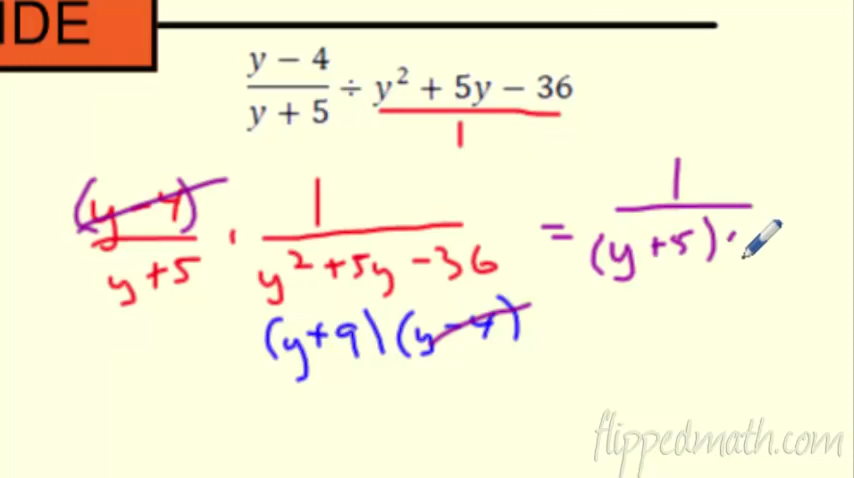 IDE
y − 4
───── ÷ y² + 5y − 36
y + 5
1
(y − 4) · 1 = 1
y + 5 y² + 5y − 36 (y + 5) ·
(y + 9)(y − 4)
flippedmath.com